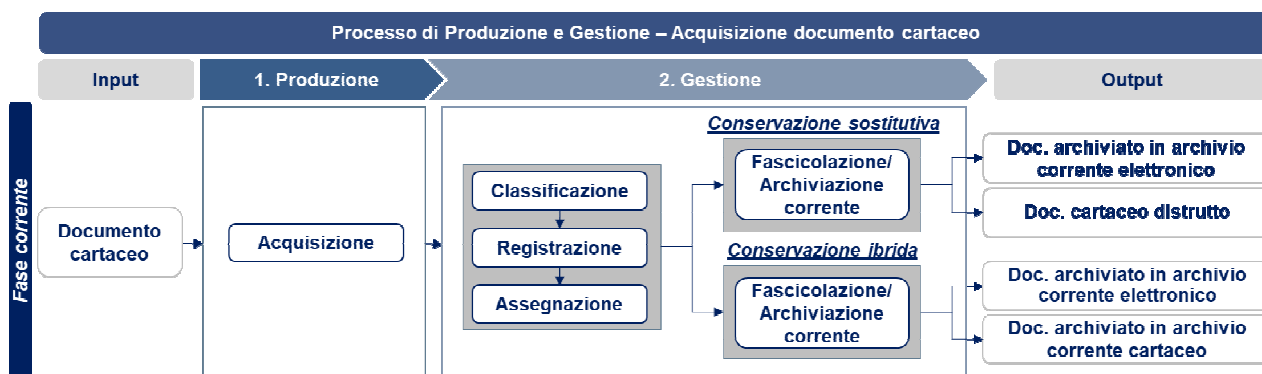 Processo di Produzione e Gestione – Acquisizione documento cartaceo
Input
1. Produzione
2. Gestione
Output
Fase corrente
Documento
cartaceo
Acquisizione
Classificazione
Registrazione
Assegnazione
Conservazione sostitutiva
Fascicolazione/
Archiviazione
corrente
Conservazione ibrida
Fascicolazione/
Archiviazione
corrente
Doc. archiviato in archivio
corrente elettronico
Doc. cartaceo distrutto
Doc. archiviato in archivio
corrente elettronico
Doc. archiviato in archivio
corrente cartaceo